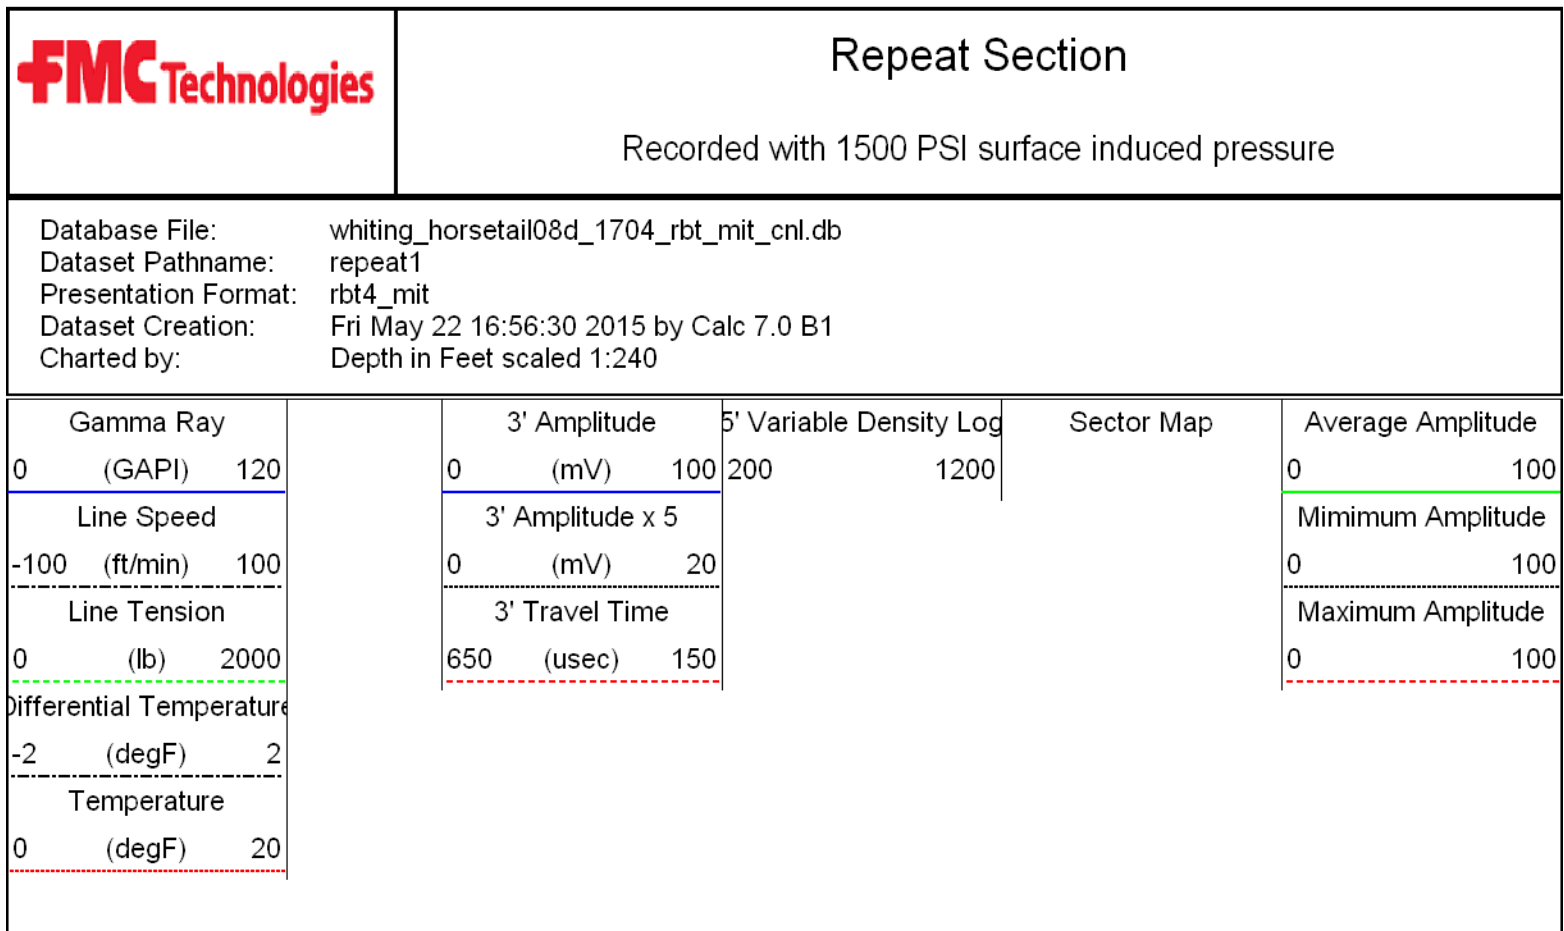 FMC Technologies
Repeat Section
Recorded with 1500 PSI surface induced pressure
Database File: whiting_horsetail08d_1704_rbt_mit_cnl.db
Dataset Pathname: repeat1
Presentation Format: rbt4_mit
Dataset Creation: Fri May 22 16:56:30 2015 by Calc 7.0 B1
Charted by: Depth in Feet scaled 1:240
Gamma Ray
0 (GAPI) 120
Line Speed
-100 (ft/min) 100
Line Tension
0 (lb) 2000
Differential Temperature
-2 (degF) 2
Temperature
0 (degF) 20
3' Amplitude
0 (mV) 100
3' Amplitude x 5
0 (mV) 20
3' Travel Time
650 (usec) 150
5' Variable Density Log
200 1200
Sector Map
Average Amplitude
0 100
Mimimum Amplitude
0 100
Maximum Amplitude
0 100